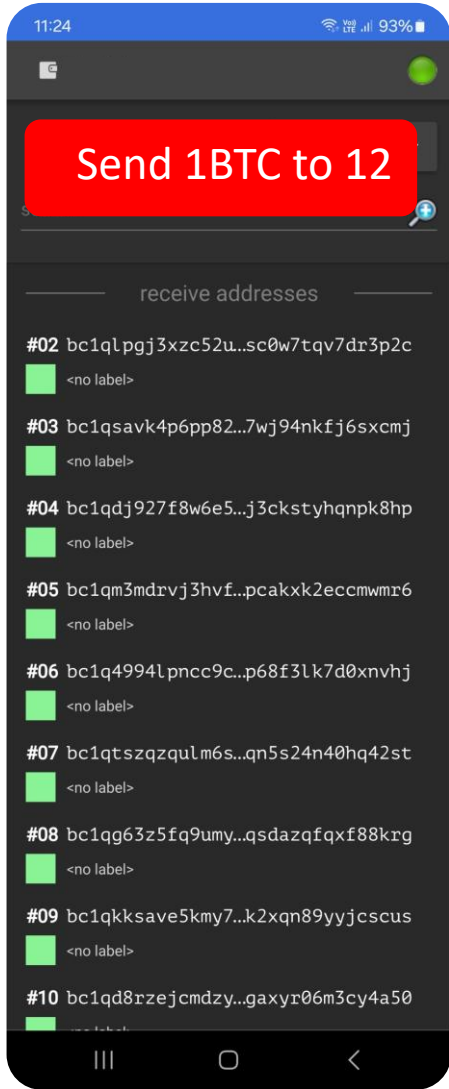 11:24 Vo) LTE 93%
Send 1BTC to 12
receive addresses
#02 bc1qlpgj3xzc52u…sc0w7tqv7dr3p2c
<no label>
#03 bc1qsavk4p6pp82…7wj94nkfj6sxcmj
<no label>
#04 bc1qdj927f8w6e5…j3ckstyhqnpk8hp
<no label>
#05 bc1qm3mdrvj3hvf…pcakxk2eccmwmr6
<no label>
#06 bc1q4994lpncc9c…p68f3lk7d0xnvhj
<no label>
#07 bc1qtszqzqulm6s…qn5s24n40hq42st
<no label>
#08 bc1qg63z5fq9umy…qsdazqfqxf88krg
<no label>
#09 bc1qkksave5kmy7…k2xqn89yyjcscus
<no label>
#10 bc1qd8rzejcmdzy…gaxyr06m3cy4a50